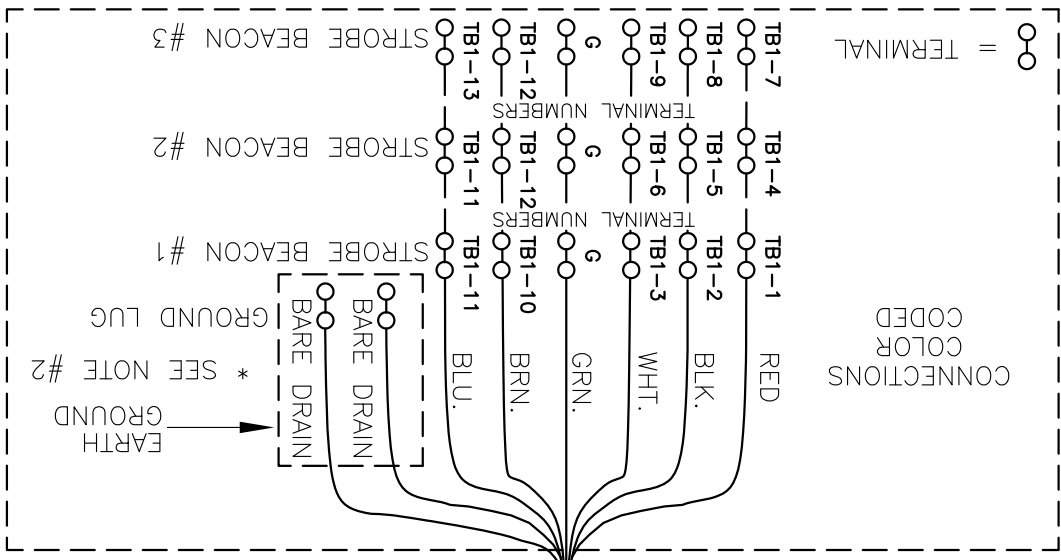 CONNECTIONS
COLOR
CODED
RED
BLK.
WHT.
GRN.
BRN.
BLU.
BARE DRAIN
BARE DRAIN
EARTH
GROUND
* SEE NOTE #2
GROUND LUG
TB1-1
TB1-2
TB1-3
G
TB1-10
TB1-11
STROBE BEACON #1
TERMINAL NUMBERS
TB1-4
TB1-5
TB1-6
G
TB1-12
TB1-11
STROBE BEACON #2
TERMINAL NUMBERS
TB1-7
TB1-8
TB1-9
G
TB1-12
TB1-13
STROBE BEACON #3
= TERMINAL